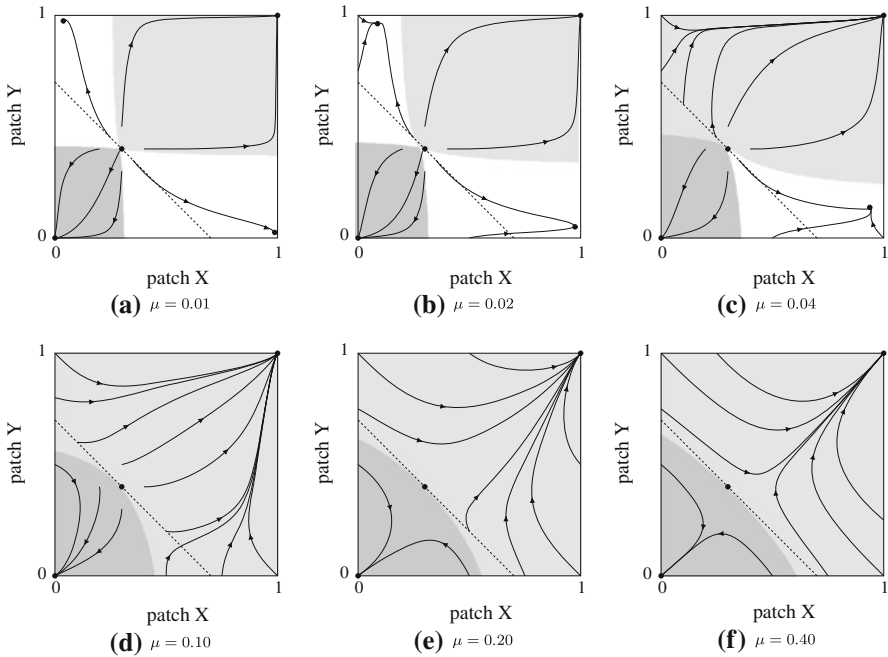 1 1 1
patch Y patch Y patch Y
0 0 0
0 1 0 1 0 1
patch X patch X patch X
(a) μ = 0.01 (b) μ = 0.02 (c) μ = 0.04
1 1 1
patch Y patch Y patch Y
0 0 0
0 1 0 1 0 1
patch X patch X patch X
(d) μ = 0.10 (e) μ = 0.20 (f) μ = 0.40